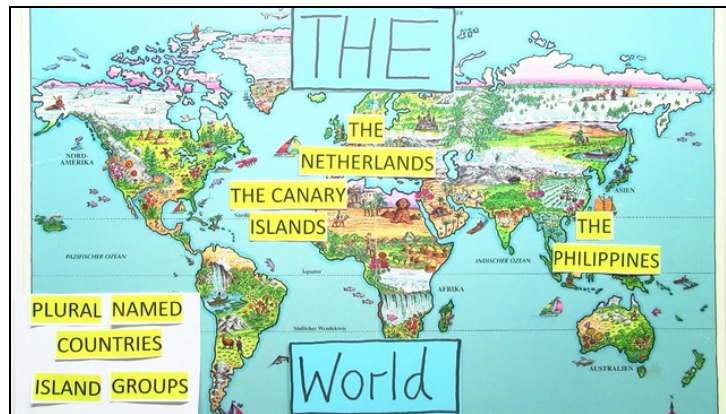 THE
THE
NETHERLANDS
NORD-
AMERIKA
THE CANARY
ISLANDS
ASIEN
THE
PHILIPPINES
PAZIFISCHER OZEAN
INDISCHER OZEAN
Äquator
AFRIKA
PLURAL NAMED
COUNTRIES
ISLAND GROUPS
Südlicher Wendekreis
AUSTRALIEN
World
N